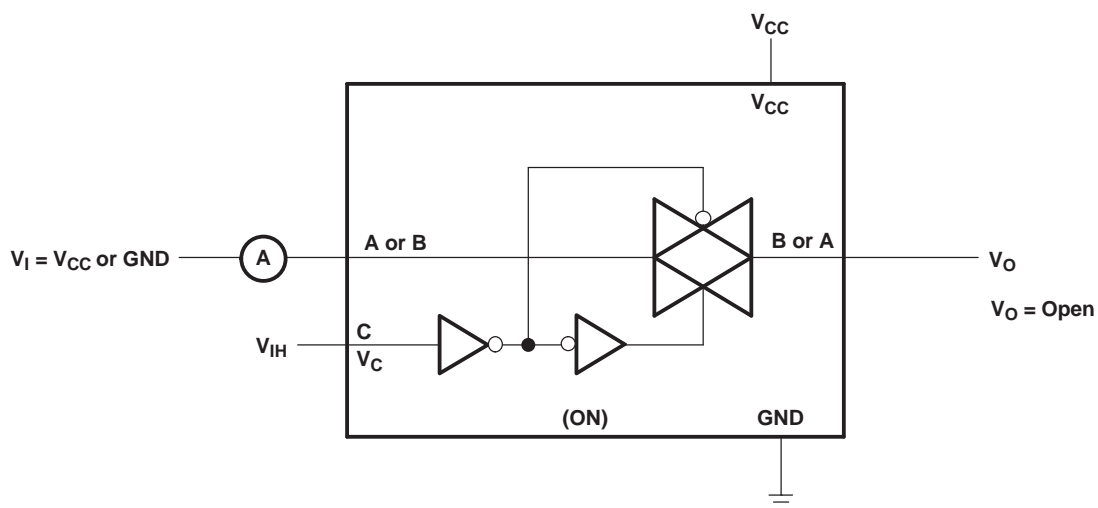 VCC
VCC
A or B
B or A
VI = VCC or GND
A
VO
VO = Open
C
VIH
VC
(ON)
GND